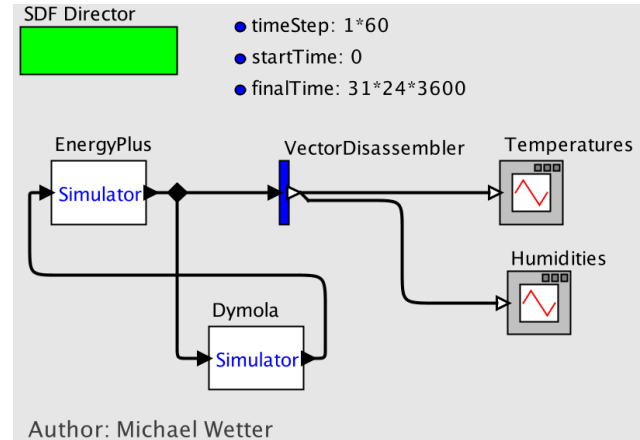 SDF Director
timeStep: 1*60
startTime: 0
finalTime: 31*24*3600
EnergyPlus
VectorDisassembler
Temperatures
Simulator
Humidities
Dymola
Simulator
Author: Michael Wetter